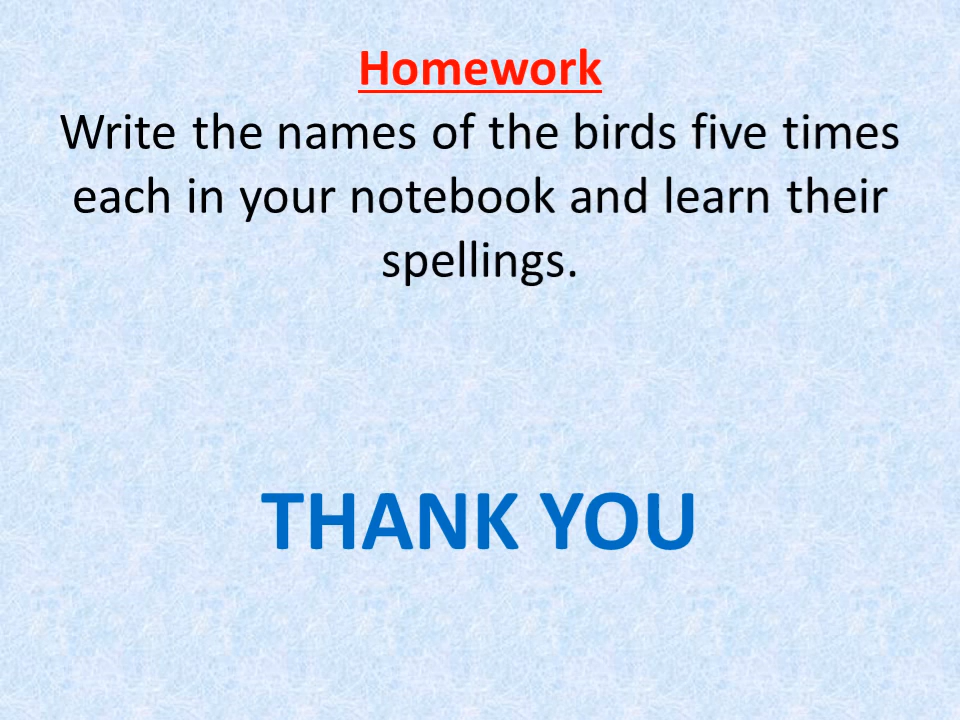 Homework
Write the names of the birds five times
each in your notebook and learn their
spellings.
THANK YOU